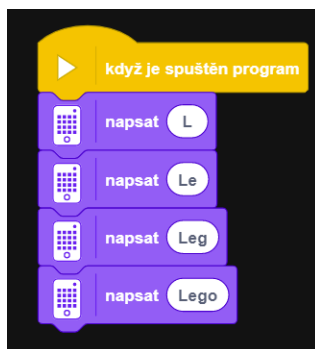 když je spuštěn program
napsat L
napsat Le
napsat Leg
napsat Lego